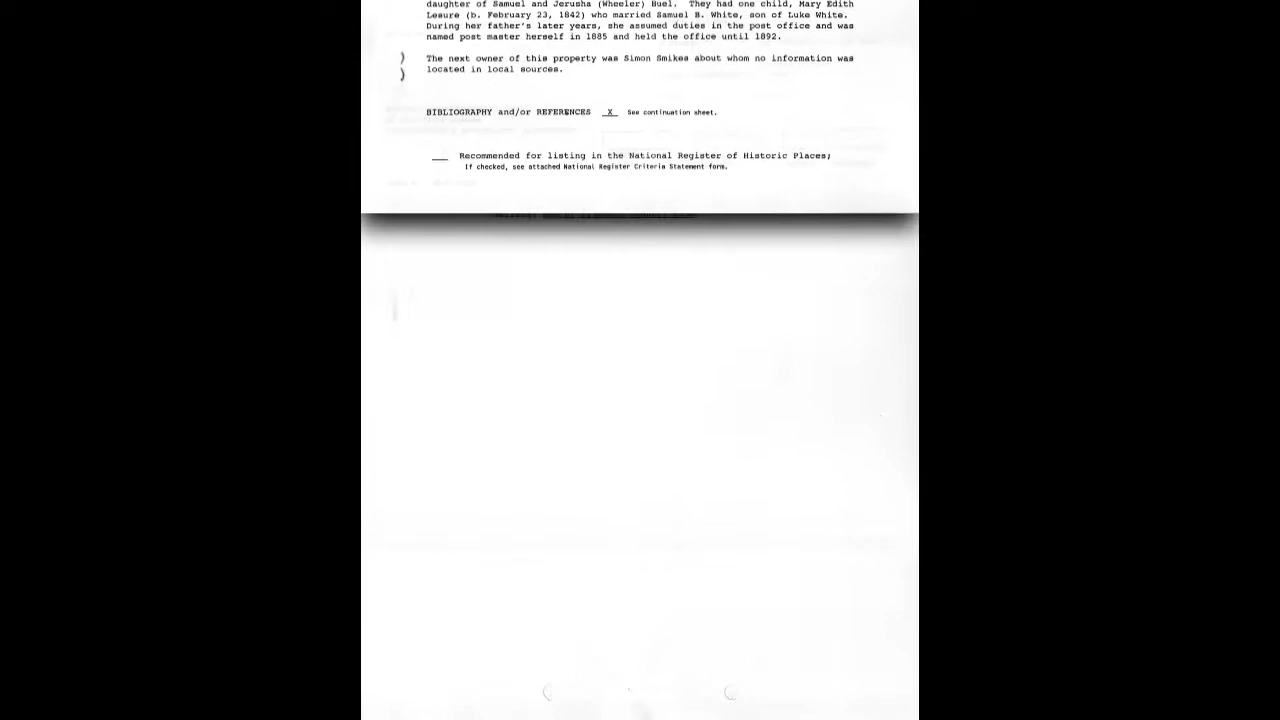 daughter of Samuel and Jerusha (Wheeler) Buel. They had one child, Mary Edith
Lesure (b. February 23, 1842) who married Samuel B. White, son of Luke White.
During her father's later years, she assumed duties in the post office and was
named post master herself in 1885 and held the office until 1892.
The next owner of this property was Simon Smikes about whom no information was
located in local sources.
BIBLIOGRAPHY and/or REFERENCES X See continuation sheet.
Recommended for listing in the National Register of Historic Places;
If checked, see attached National Register Criteria Statement form.